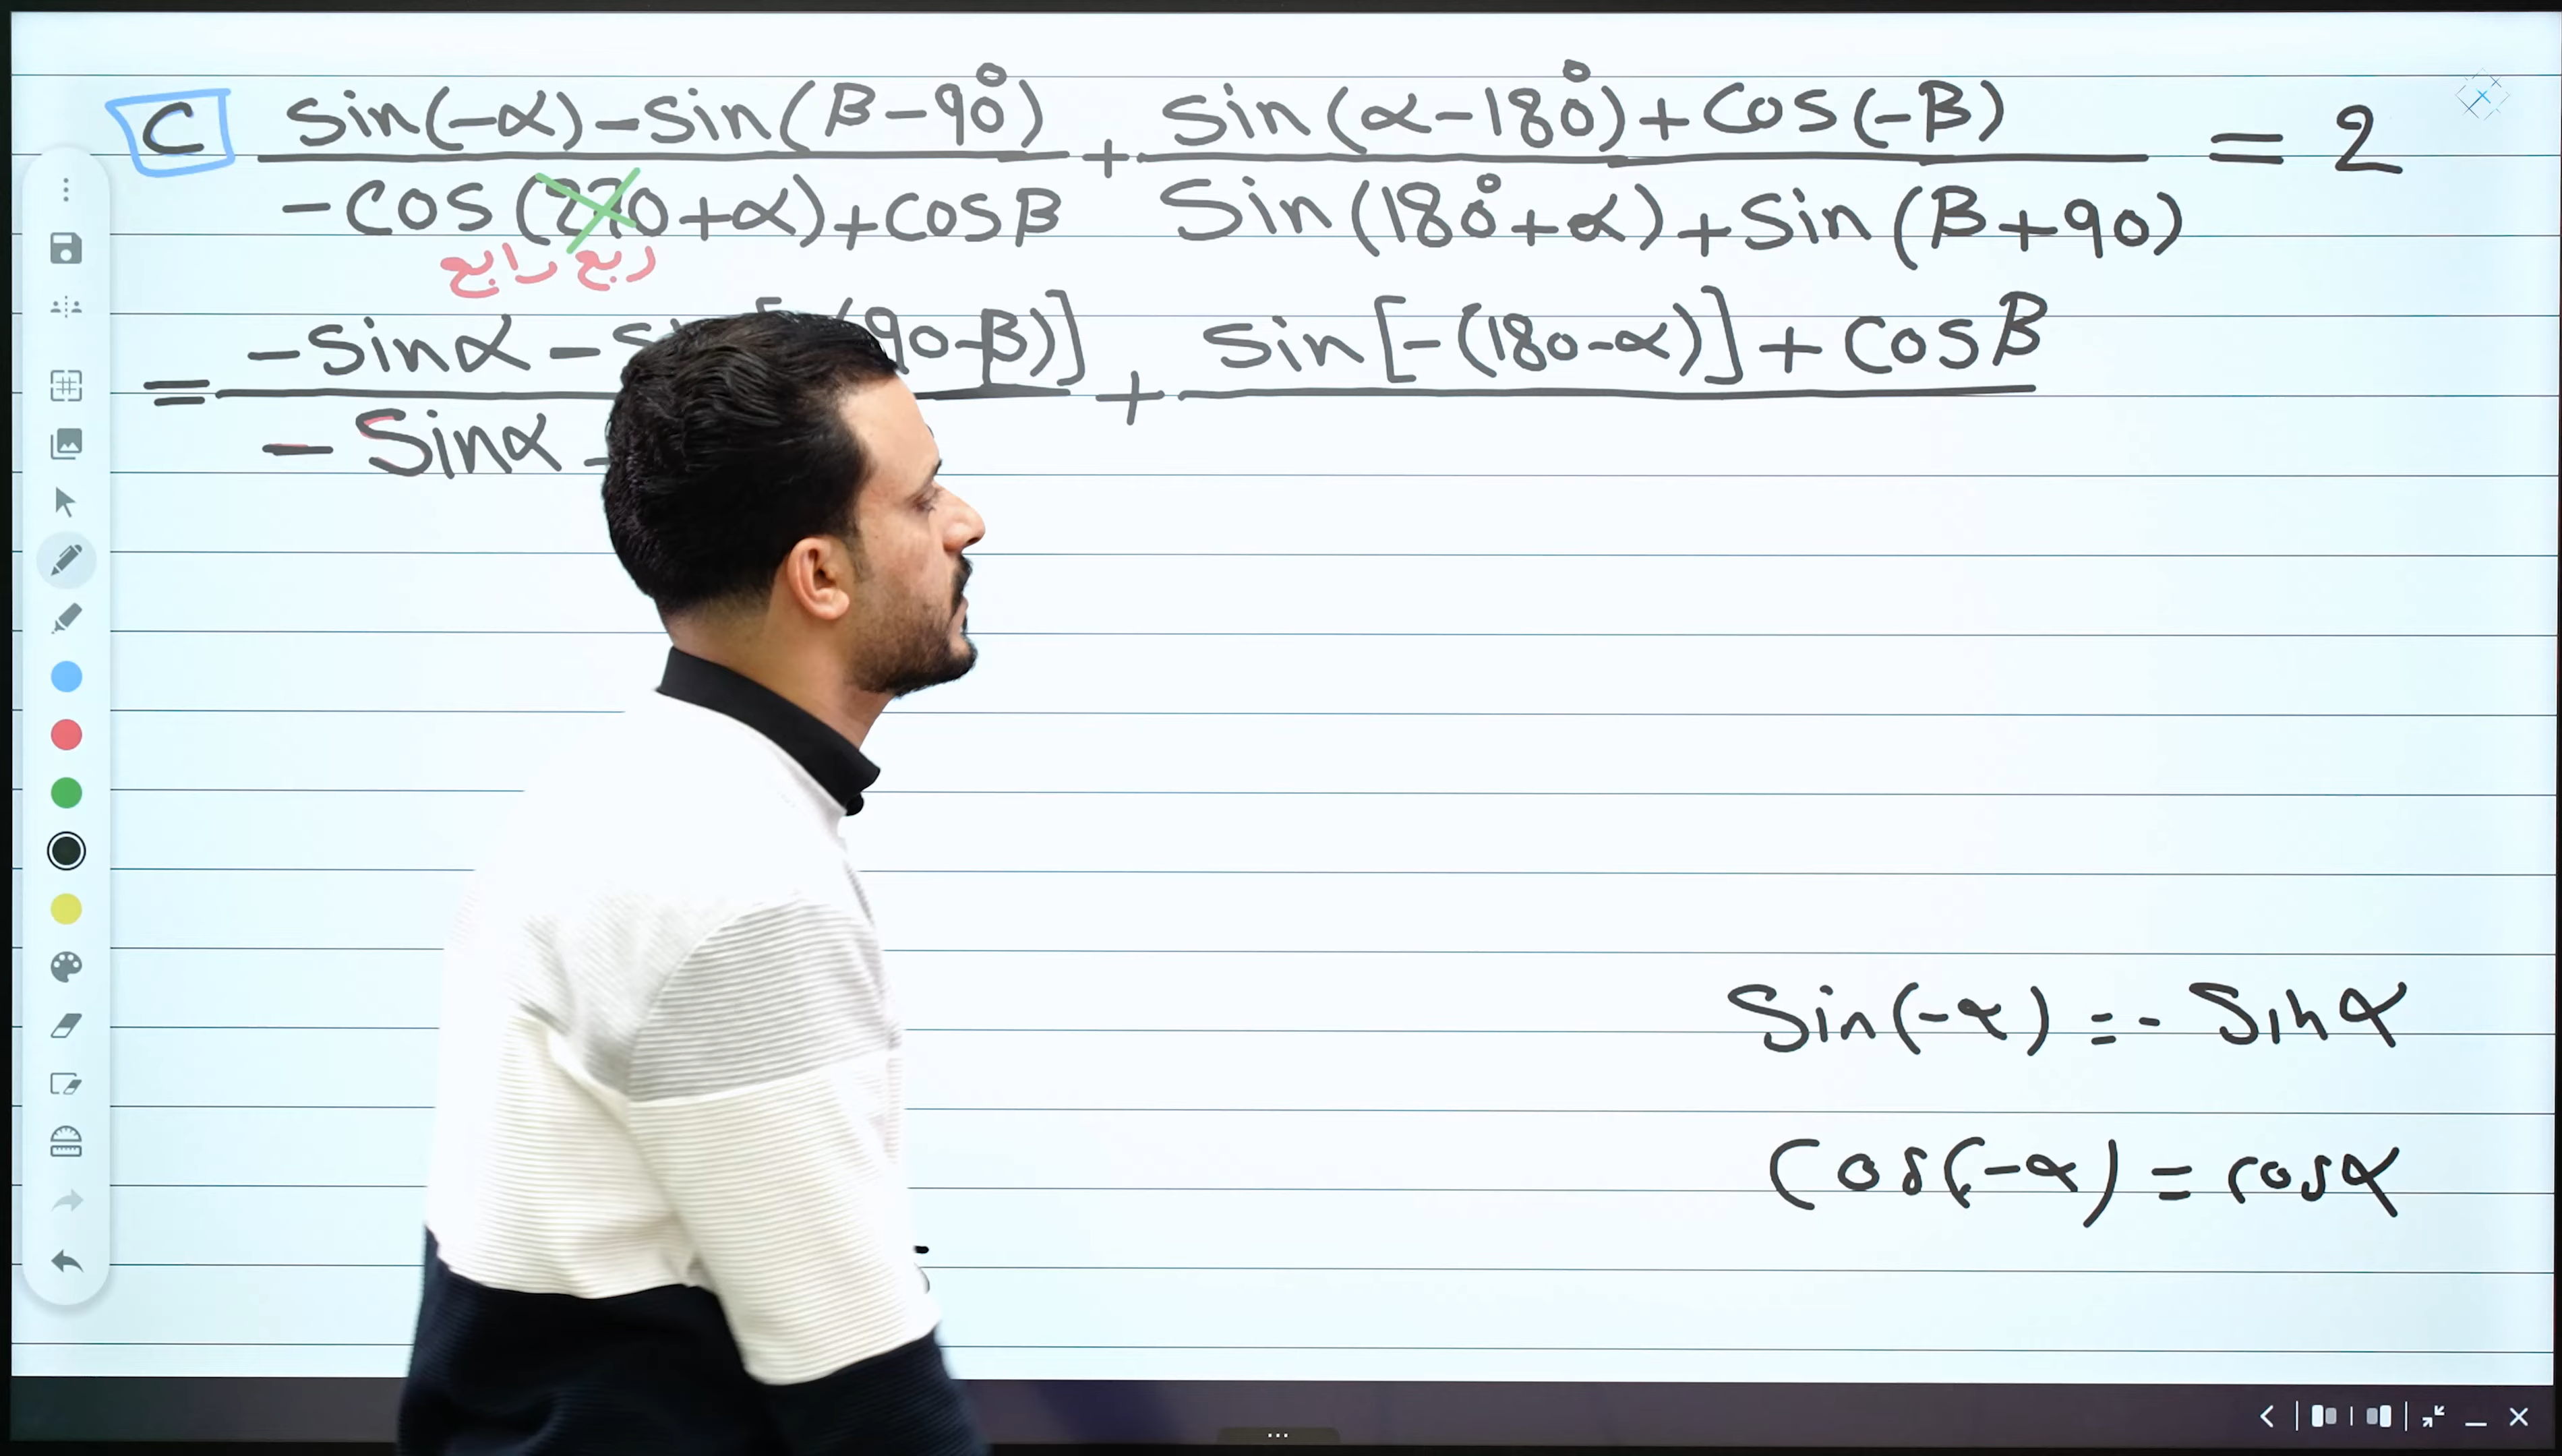 C Sin(-α)-Sin(β-90°) + Sin(α-180°)+Cos(-β) = 2
-Cos(270+α)+Cosβ Sin(180°+α)+Sin(β+90)
ربع رابع
= -Sinα - 90-β)] + Sin[-(180-α)]+Cosβ
- Sinα
Sin(-α) = - Sinα
Cos(-α) = cosα